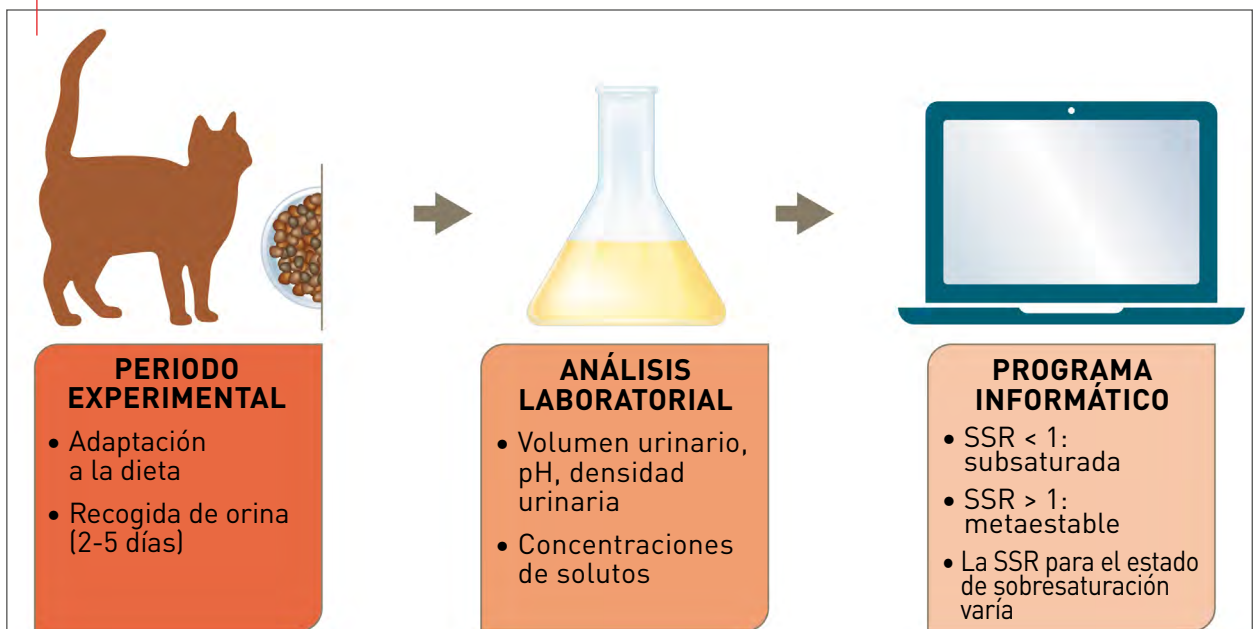 PERIODO
EXPERIMENTAL
• Adaptación
a la dieta
• Recogida de orina
(2-5 días)
ANÁLISIS
LABORATORIAL
• Volumen urinario,
pH, densidad
urinaria
• Concentraciones
de solutos
PROGRAMA
INFORMÁTICO
• SSR < 1:
subsaturada
• SSR > 1:
metaestable
• La SSR para el estado
de sobresaturación
varía